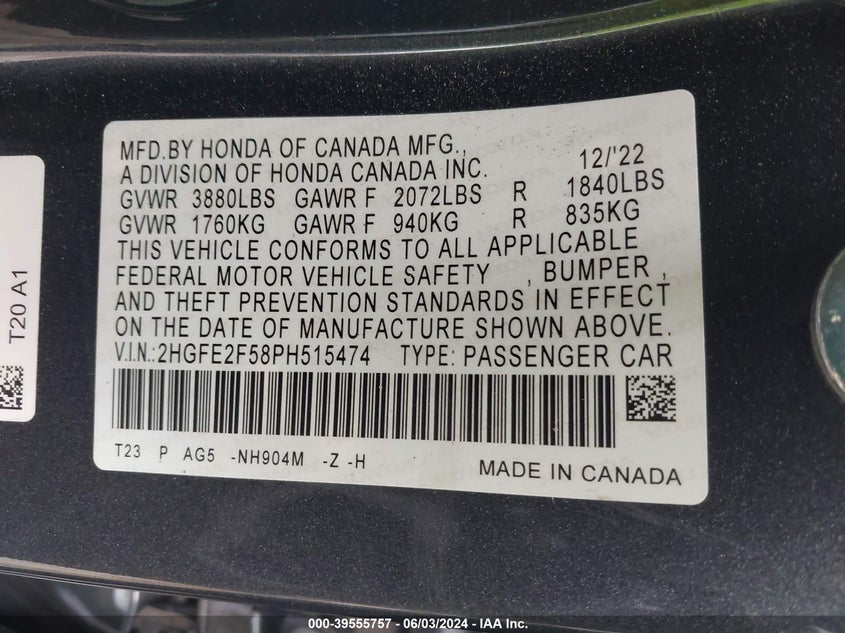 MFD.BY HONDA OF CANADA MFG.,
A DIVISION OF HONDA CANADA INC. 12/'22
GVWR 3880LBS GAWR F 2072LBS R 1840LBS
GVWR 1760KG GAWR F 940KG R 835KG
THIS VEHICLE CONFORMS TO ALL APPLICABLE
FEDERAL MOTOR VEHICLE SAFETY , BUMPER ,
AND THEFT PREVENTION STANDARDS IN EFFECT
ON THE DATE OF MANUFACTURE SHOWN ABOVE.
V.I.N.:2HGFE2F58PH515474 TYPE: PASSENGER CAR
T23 P AG5 -NH904M -Z -H
MADE IN CANADA
T20 A1
000-39555757 / 06/03/2024 - IAA Inc.